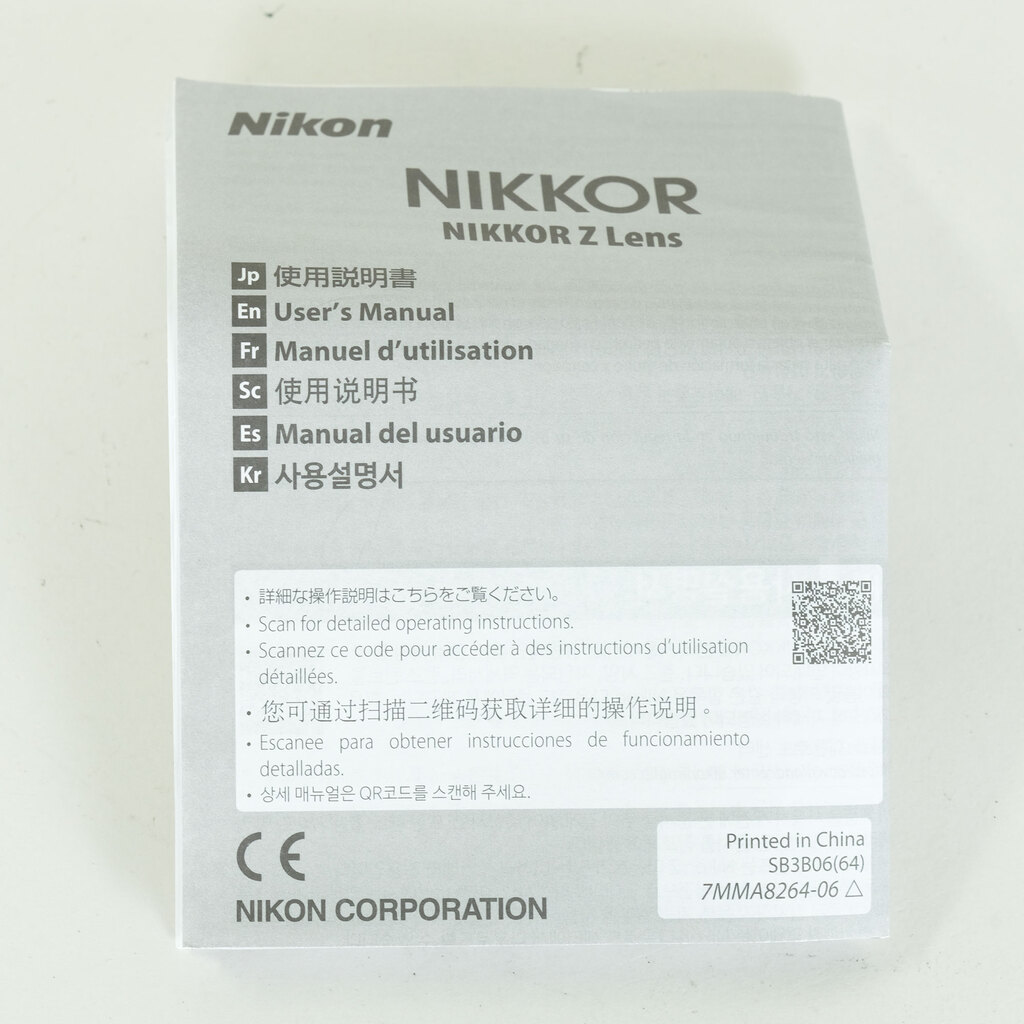 Nikon
NIKKOR
NIKKOR Z Lens
Jp 使用説明書
En User's Manual
Fr Manuel d'utilisation
Sc 使用说明书
Es Manual del usuario
Kr 사용설명서
• 詳細な操作説明はこちらをご覧ください。
• Scan for detailed operating instructions.
• Scannez ce code pour accéder à des instructions d'utilisation
détaillées.
• 您可通过扫描二维码获取详细的操作说明。
• Escanee para obtener instrucciones de funcionamiento
detalladas.
• 상세 매뉴얼은 QR코드를 스캔해 주세요.
CE
NIKON CORPORATION
Printed in China
SB3B06(64)
7MMA8264-06 △